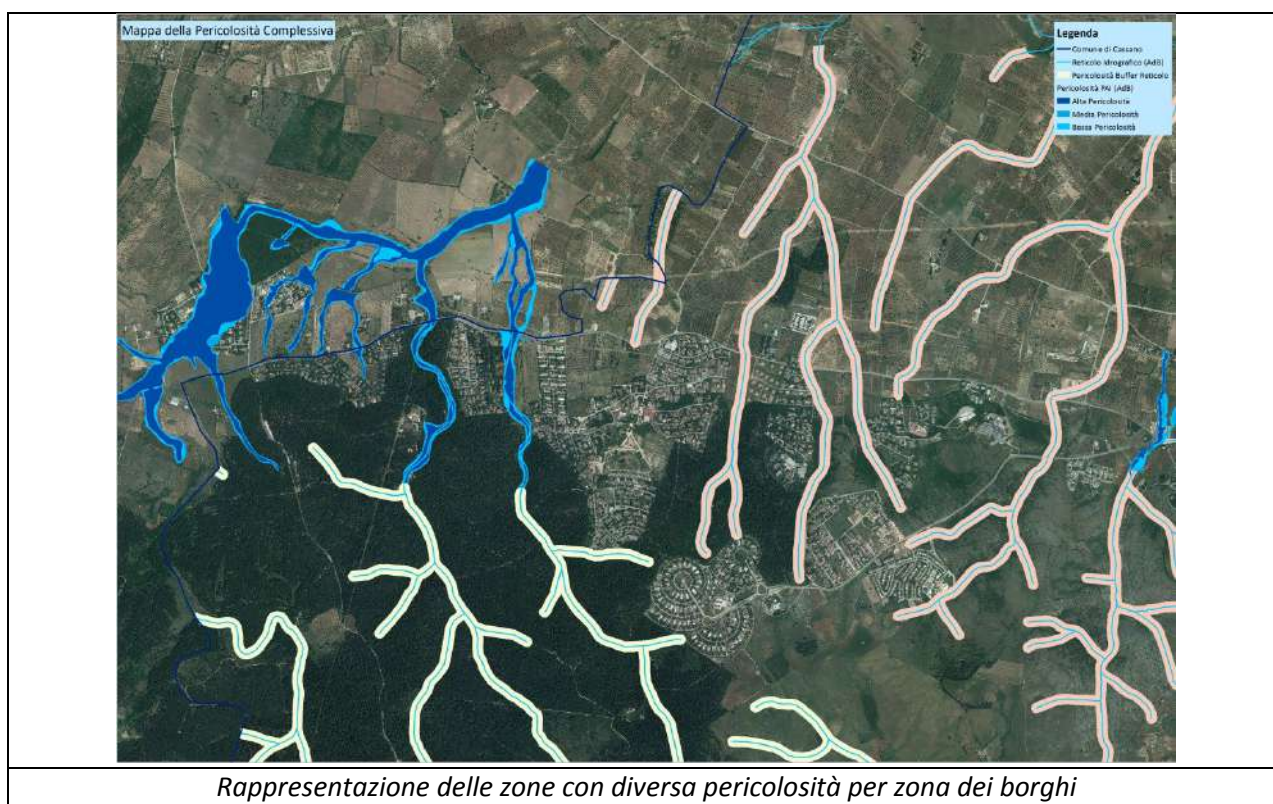 Mappa della Pericolosità Complessiva
Legenda
Comune di Cassano
Reticolo Idrografico (AdB)
Pericolosità Buffer Reticolo
Pericolosità PAI (AdB)
Alta Pericolosità
Media Pericolosità
Bassa Pericolosità
Rappresentazione delle zone con diversa pericolosità per zona dei borghi